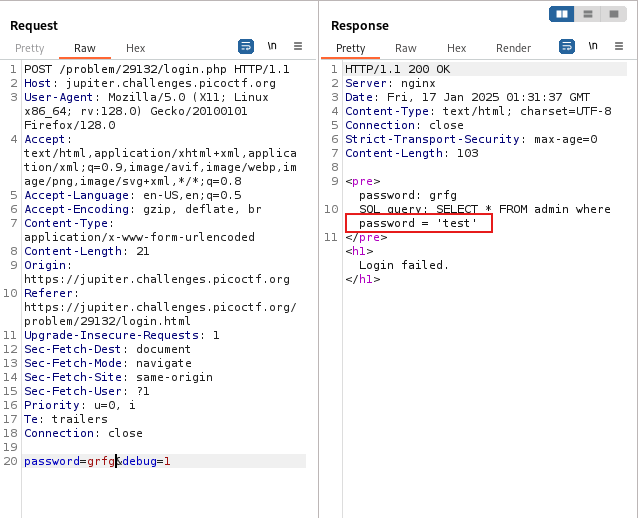 Request
Response
Pretty Raw Hex
\n
Pretty Raw Hex Render
\n
1 POST /problem/29132/login.php HTTP/1.1
2 Host: jupiter.challenges.picoctf.org
3 User-Agent: Mozilla/5.0 (X11; Linux
x86_64; rv:128.0) Gecko/20100101
Firefox/128.0
4 Accept:
text/html,application/xhtml+xml,applica
tion/xml;q=0.9,image/avif,image/webp,im
age/png,image/svg+xml,*/*;q=0.8
5 Accept-Language: en-US,en;q=0.5
6 Accept-Encoding: gzip, deflate, br
7 Content-Type:
application/x-www-form-urlencoded
8 Content-Length: 21
9 Origin:
https://jupiter.challenges.picoctf.org
10 Referer:
https://jupiter.challenges.picoctf.org/
problem/29132/login.html
11 Upgrade-Insecure-Requests: 1
12 Sec-Fetch-Dest: document
13 Sec-Fetch-Mode: navigate
14 Sec-Fetch-Site: same-origin
15 Sec-Fetch-User: ?1
16 Priority: u=0, i
17 Te: trailers
18 Connection: close
19
20 password=grfg&debug=1
1 HTTP/1.1 200 OK
2 Server: nginx
3 Date: Fri, 17 Jan 2025 01:31:37 GMT
4 Content-Type: text/html; charset=UTF-8
5 Connection: close
6 Strict-Transport-Security: max-age=0
7 Content-Length: 103
8
9 <pre>
password: grfg
10 SQL query: SELECT * FROM admin where
password = 'test'
11 </pre>
<h1>
Login failed.
</h1>